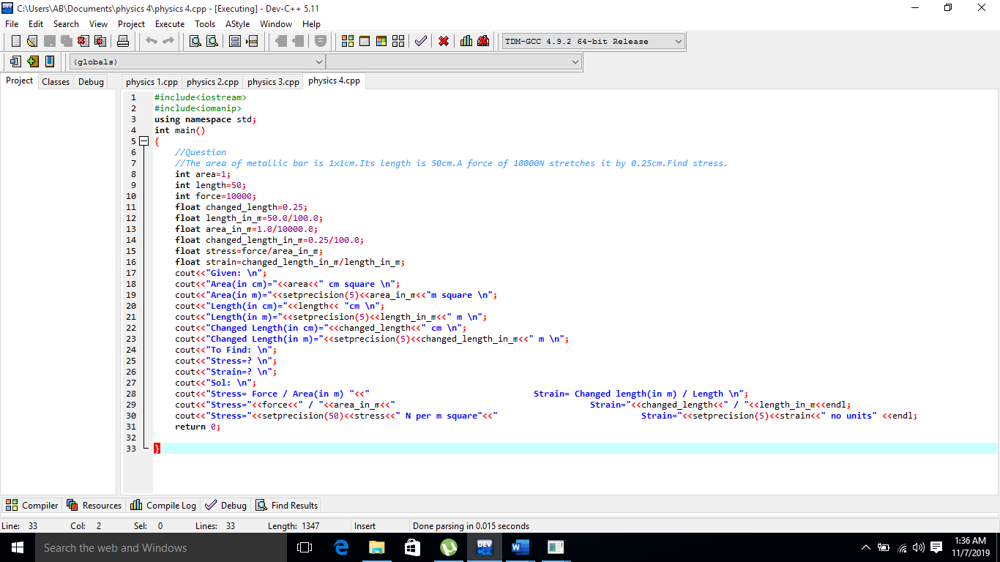 C:\Users\AB\Documents\physics 4\physics 4.cpp - [Executing] - Dev-C++ 5.11
File Edit Search View Project Execute Tools AStyle Window Help
TDM-GCC 4.9.2 64-bit Release
(globals)
Project Classes Debug physics 1.cpp physics 2.cpp physics 3.cpp physics 4.cpp
1 #include<iostream>
2 #include<iomanip>
3 using namespace std;
4 int main()
5 {
6 //Question
7 //The area of metallic bar is 1x1cm.Its length is 50cm.A force of 10000N stretches it by 0.25cm.Find stress.
8 int area=1;
9 int length=50;
10 int force=10000;
11 float changed_length=0.25;
12 float length_in_m=50.0/100.0;
13 float area_in_m=1.0/10000.0;
14 float changed_length_in_m=0.25/100.0;
15 float stress=force/area_in_m;
16 float strain=changed_length_in_m/length_in_m;
17 cout<<"Given: \n";
18 cout<<"Area(in cm)="<<area<<" cm square \n";
19 cout<<"Area(in m)="<<setprecision(5)<<area_in_m<<"m square \n";
20 cout<<"Length(in cm)="<<length<< "cm \n";
21 cout<<"Length(in m)="<<setprecision(5)<<length_in_m<<" m \n";
22 cout<<"Changed Length(in cm)="<<changed_length<<" cm \n";
23 cout<<"Changed Length(in m)="<<setprecision(5)<<changed_length_in_m<<" m \n";
24 cout<<"To Find: \n";
25 cout<<"Stress=? \n";
26 cout<<"Strain=? \n";
27 cout<<"Sol: \n";
28 cout<<"Stress= Force / Area(in m) "<<" Strain= Changed length(in m) / Length \n";
29 cout<<"Stress="<<force<<" / "<<area_in_m<<" Strain="<<changed_length<<" / "<<length_in_m<<endl;
30 cout<<"Stress="<<setprecision(50)<<stress<<" N per m square"<<" Strain="<<setprecision(5)<<strain<<" no units" <<endl;
31 return 0;
32
33 }
Compiler Resources Compile Log Debug Find Results
Line: 33 Col: 2 Sel: 0 Lines: 33 Length: 1347 Insert Done parsing in 0.015 seconds
Search the web and Windows
DEV
1:36 AM
11/7/2019